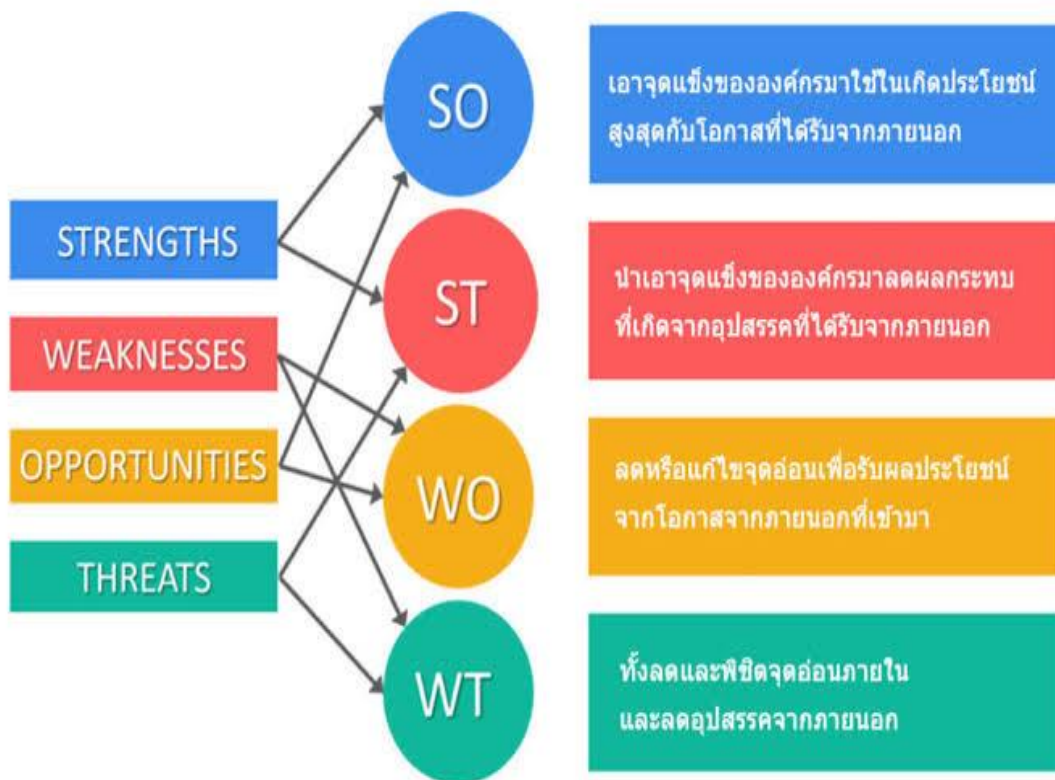 SO
เอาจุดแข็งขององค์กรมาใช้ในเกิดประโยชน์
สูงสุดกับโอกาสที่ได้รับจากภายนอก
STRENGTHS
ST
นำเอาจุดแข็งขององค์กรมาลดผลกระทบ
ที่เกิดจากอุปสรรคที่ได้รับจากภายนอก
WEAKNESSES
OPPORTUNITIES
WO
ลดหรือแก้ไขจุดอ่อนเพื่อรับผลประโยชน์
จากโอกาสจากภายนอกที่เข้ามา
THREATS
WT
ทั้งลดและพิชิตจุดอ่อนภายใน
และลดอุปสรรคจากภายนอก